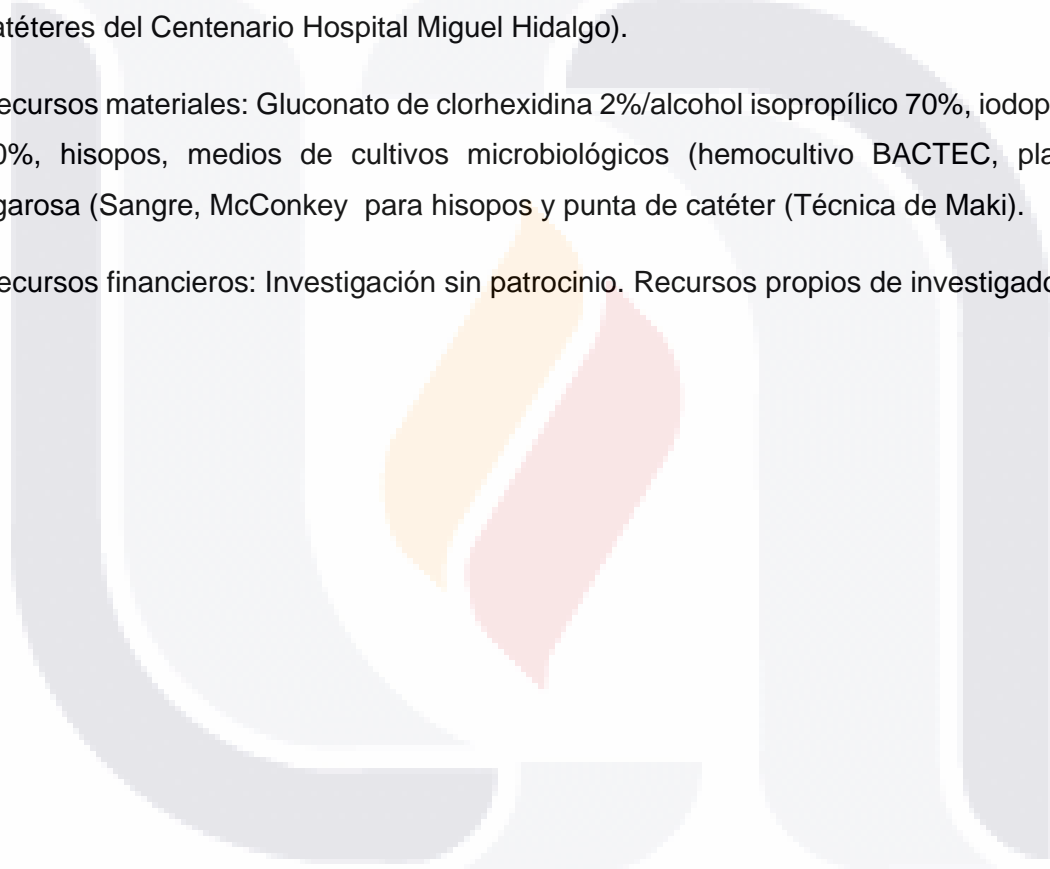 atéteres del Centenario Hospital Miguel Hidalgo).
ecursos materiales: Gluconato de clorhexidina 2%/alcohol isopropílico 70%, iodop
0%, hisopos, medios de cultivos microbiológicos (hemocultivo BACTEC, pla
garosa (Sangre, McConkey para hisopos y punta de catéter (Técnica de Maki).
ecursos financieros: Investigación sin patrocinio. Recursos propios de investigado